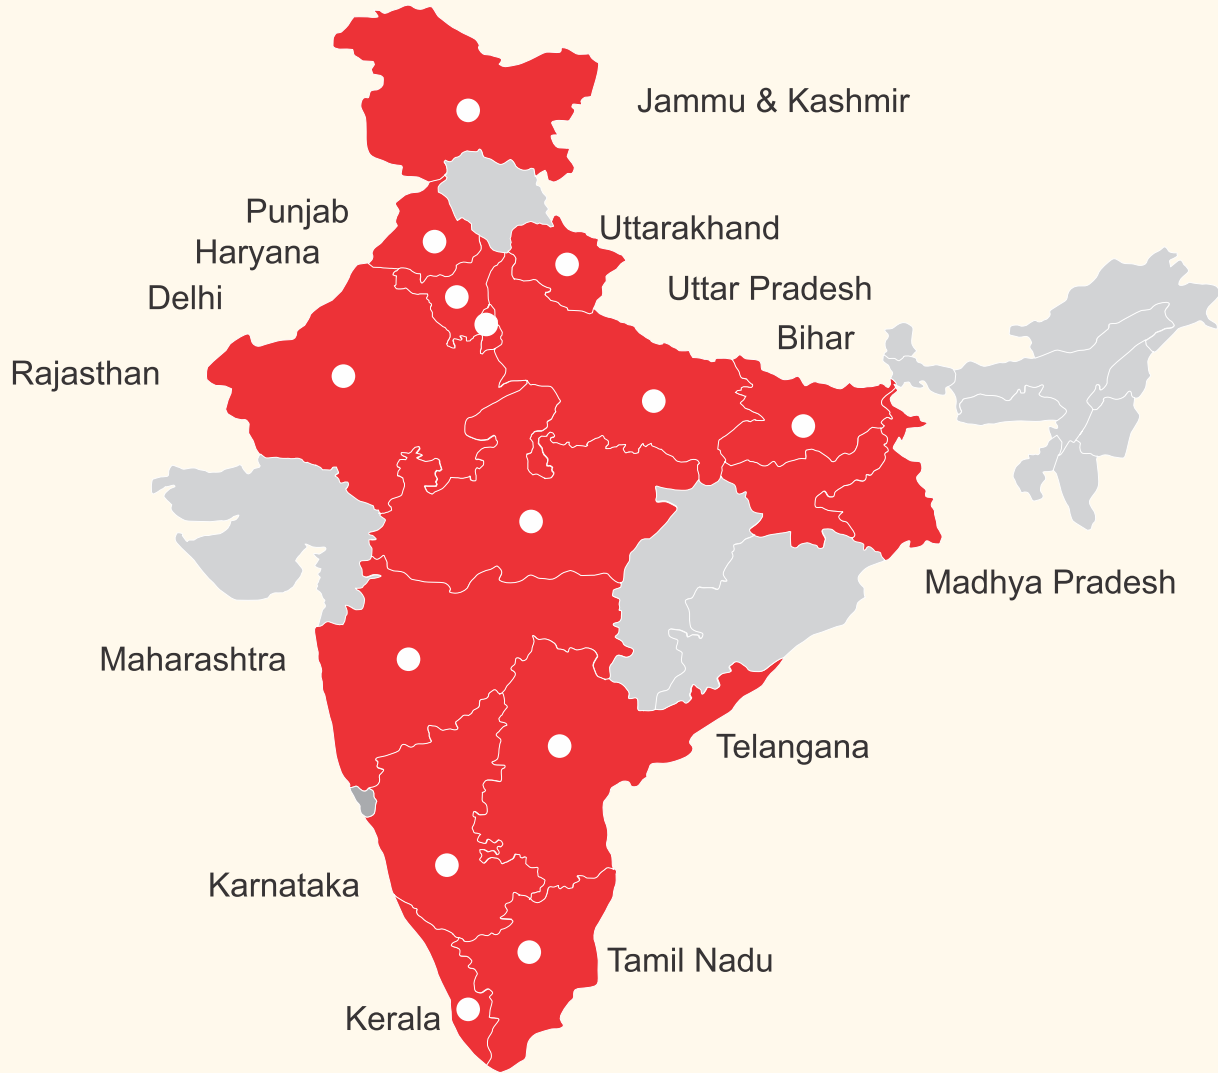 Jammu & Kashmir
Punjab
Uttarakhand
Haryana
Uttar Pradesh
Delhi
Bihar
Rajasthan
Madhya Pradesh
Maharashtra
Telangana
Karnataka
Tamil Nadu
Kerala